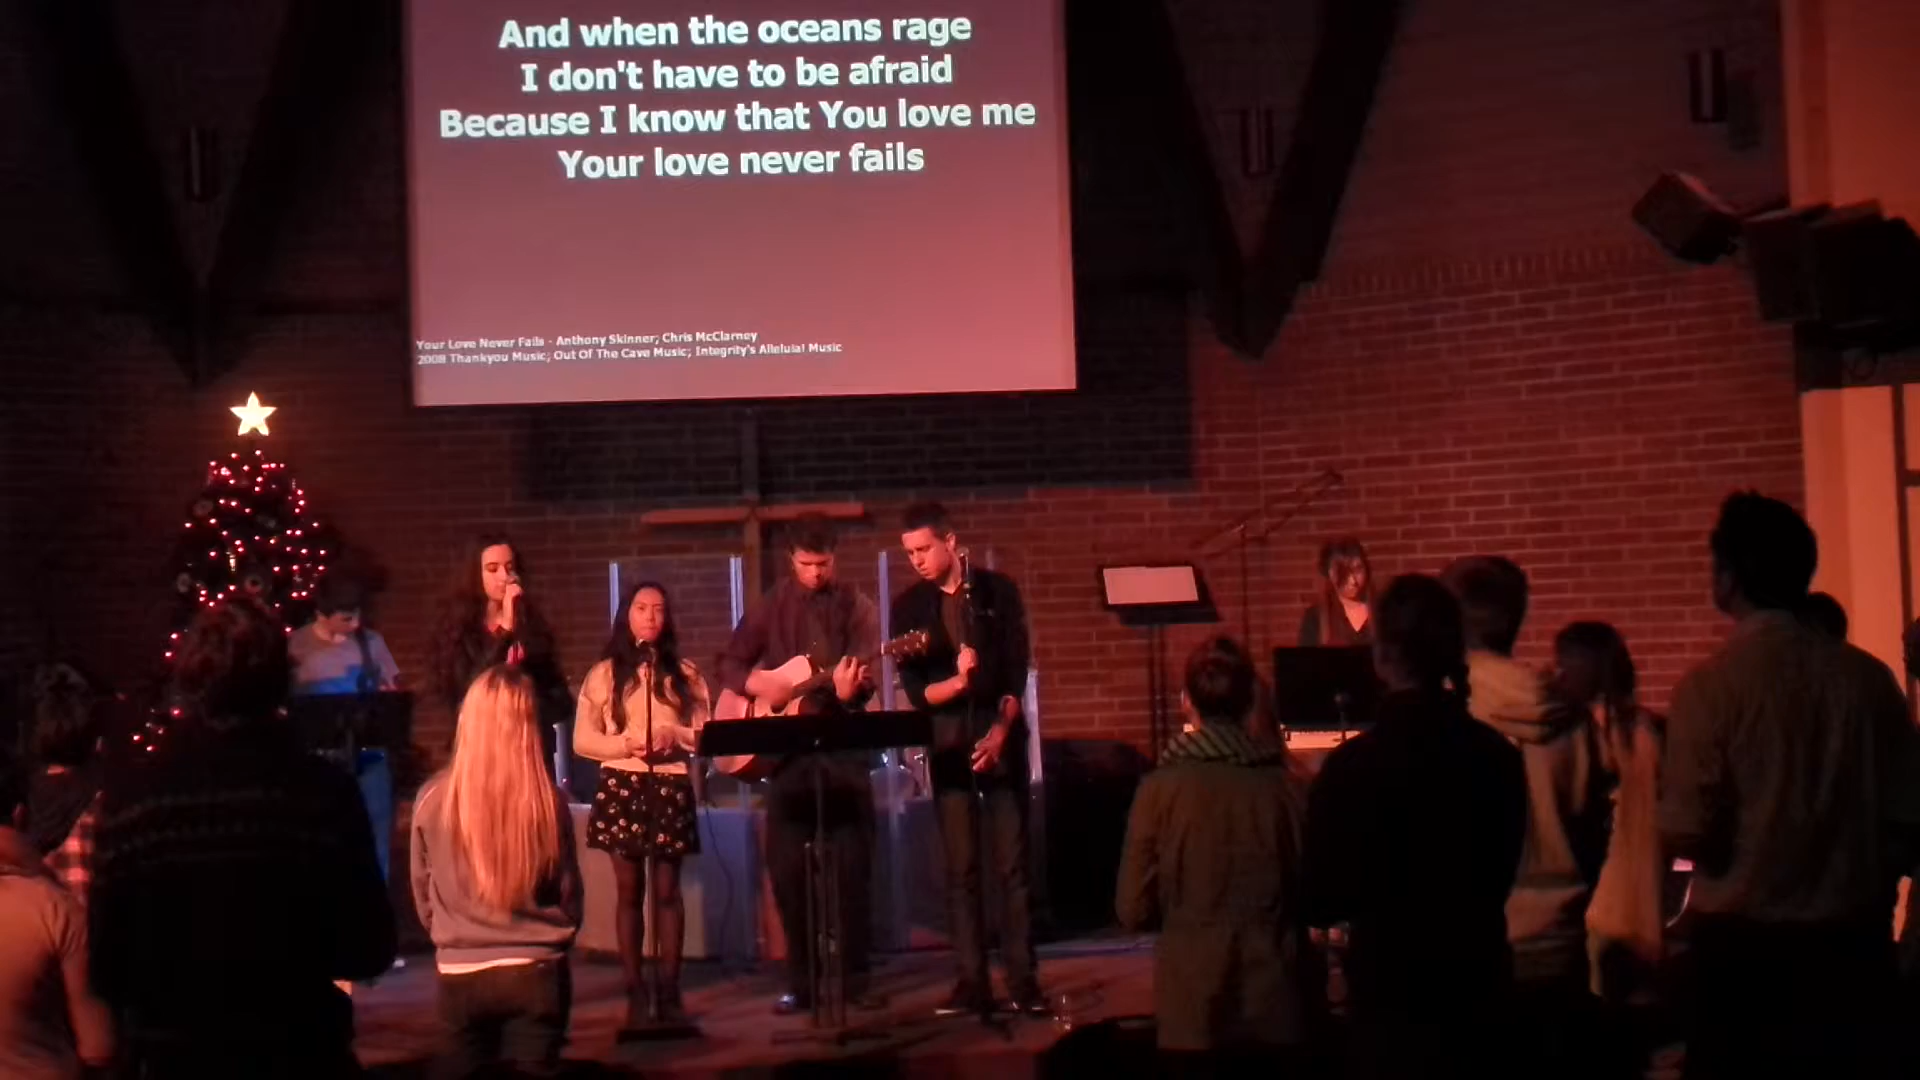 And when the oceans rage
I don't have to be afraid
Because I know that You love me
Your love never fails
Your Love Never Fails - Anthony Skinner; Chris McClarney
2008 Thankyou Music; Out Of The Cave Music; Integrity's Alleluia! Music